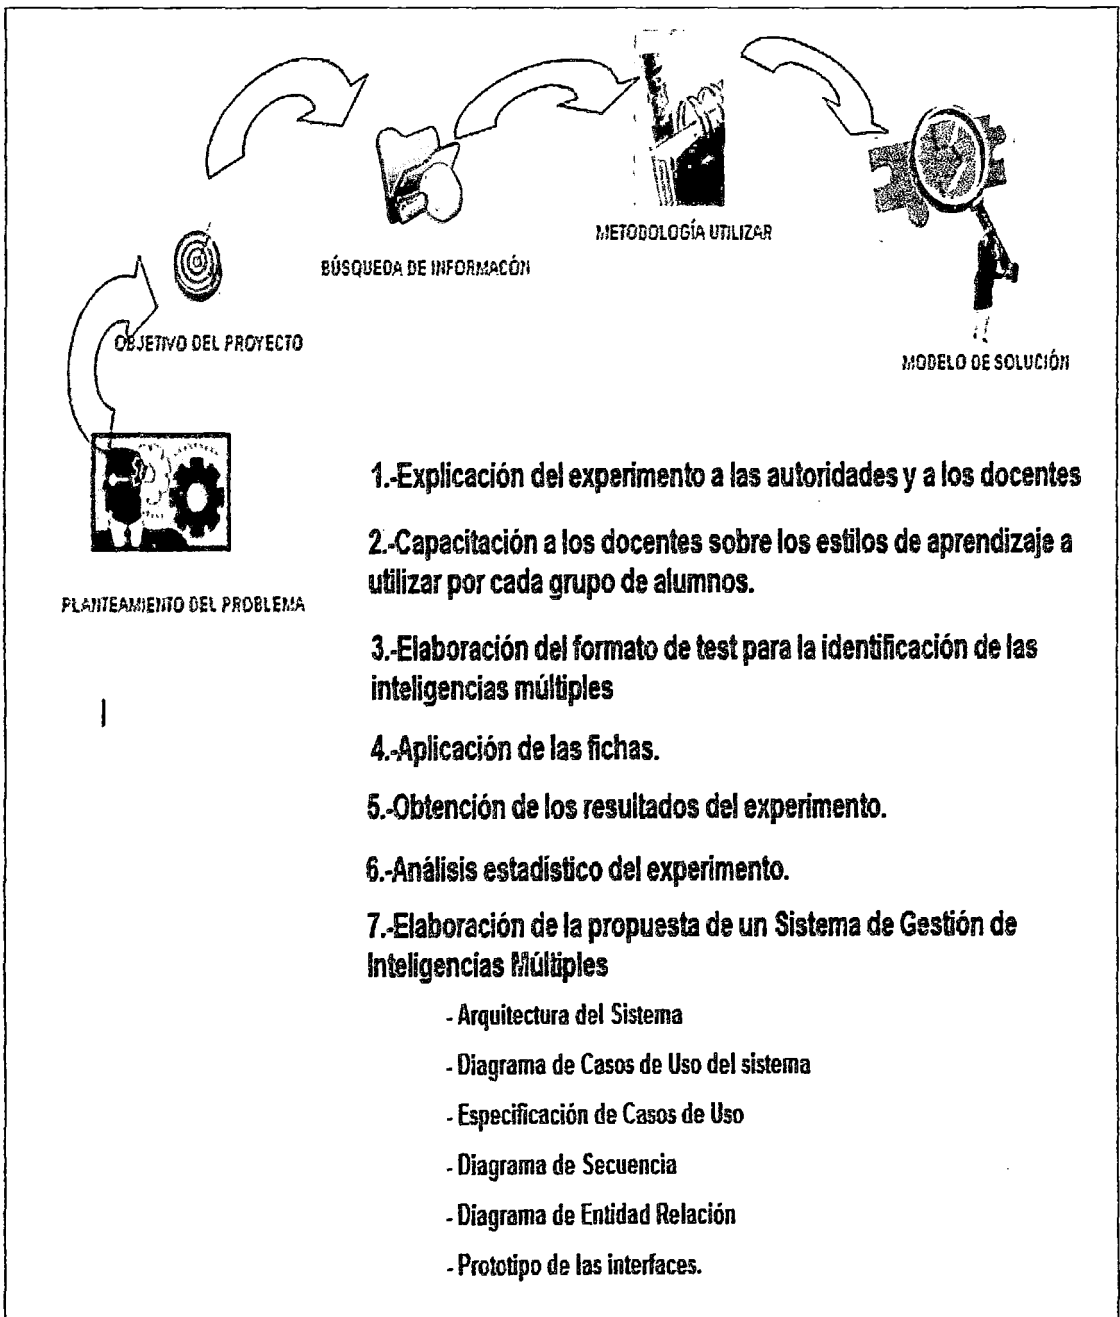 METODOLOGÍA UTILIZAR
BÚSQUEDA DE INFORMACÓN
OBJETIVO DEL PROYECTO
MODELO DE SOLUCIÓN
PLANTEAMIENTO DEL PROBLEMA
1.-Explicación del experimento a las autoridades y a los docentes
2.-Capacitación a los docentes sobre los estilos de aprendizaje a
utilizar por cada grupo de alumnos.
3.-Elaboración del formato de test para la identificación de las
inteligencias múltiples
4.-Aplicación de las fichas.
5.-Obtención de los resultados del experimento.
6.-Análisis estadístico del experimento.
7.-Elaboración de la propuesta de un Sistema de Gestión de
Inteligencias Múltiples
- Arquitectura del Sistema
- Diagrama de Casos de Uso del sistema
- Especificación de Casos de Uso
- Diagrama de Secuencia
- Diagrama de Entidad Relación
- Prototipo de las interfaces.